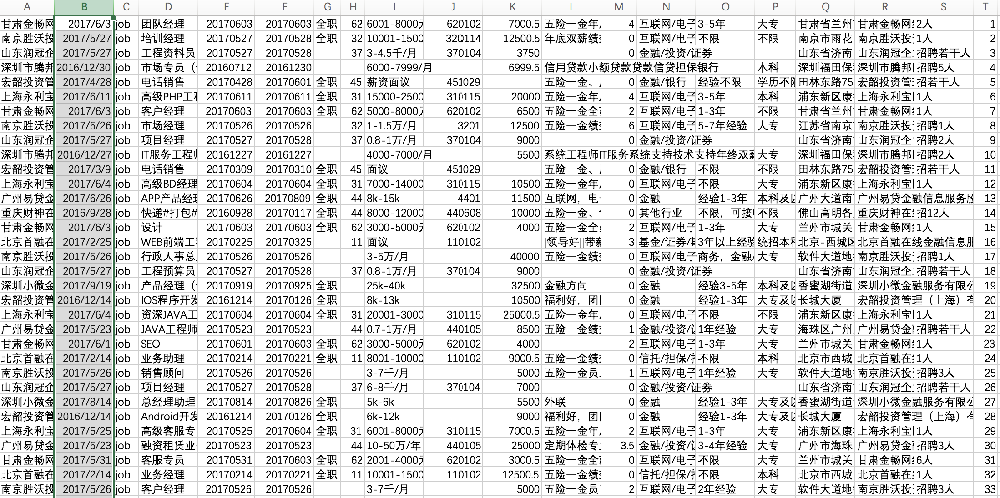 A B C D E F G H I J K L M N O P Q R S T
甘肃金畅网 2017/6/3 job 团队经理 20170603 20170603 全职 62 6001-8000元 620102 7000.5 五险一金年 4 互联网/电子 3-5年 大专 甘肃省兰州 甘肃金畅网 2人 1
南京胜沃投 2017/5/27 job 培训经理 20170527 20170528 全职 32 10001-1500 320114 12500.5 年底双薪绩 0 互联网/电子 不限 不限 南京市雨花 南京胜沃投 1人 2
山东润冠企 2017/5/27 job 工程资料员 20170527 20170528 37 3-4.5千/月 370104 3750 0 金融/投资/证券 山东省济南 山东润冠企 招聘若干人 3
深圳市腾邦 2016/12/30 job 市场专员（ 20160712 20161230 6000-7999/月 6999.5 信用贷款小额贷款贷款信贷担保银行 本科 深圳福田保 深圳市腾邦 招聘5人 4
宏韶投资管 2017/4/28 job 电话销售 20170428 20170601 全职 45 薪资面议 451029 五险一金、 0 金融/银行 经验不限 学历不限 田林东路75 宏韶投资管 招若干人 5
上海永利宝 2017/6/11 job 高级PHP工程 20170611 20170611 全职 31 15000-2500 310115 20000 五险一金年 4 互联网/电子 3-5年 本科 浦东新区康 上海永利宝 1人 6
甘肃金畅网 2017/6/3 job 客户经理 20170603 20170603 全职 62 5000-8000元 620102 6500 五险一金全 2 互联网/电子 1-3年 不限 甘肃省兰州 甘肃金畅网 1人 7
南京胜沃投 2017/5/26 job 市场经理 20170526 20170526 32 1-1.5万/月 3201 12500 五险一金绩 6 互联网/电子 5-7年经验 大专 江苏省南京 南京胜沃投 招聘1人 8
山东润冠企 2017/5/27 job 项目经理 20170527 20170528 37 0.8-1万/月 370104 9000 0 金融/投资/证券 山东省济南 山东润冠企 招聘2人 9
深圳市腾邦 2016/12/27 job IT服务工程师 20161227 20161227 4000-7000/月 5500 系统工程师IT服务系统支持技术支持年终双薪 大专 深圳福田保 深圳市腾邦 招聘2人 10
宏韶投资管 2017/3/9 job 电话销售 20170309 20170310 全职 45 面议 451029 五险一金、 0 金融/银行 不限 不限 田林东路75 宏韶投资管 招若干人 11
上海永利宝 2017/6/4 job 高级BD经理 20170604 20170604 全职 31 7000-14000 310115 10500 五险一金年 0 互联网/电子 不限 大专 浦东新区康 上海永利宝 1人 12
广州易贷金 2017/6/26 job APP产品经理 20170626 20170809 全职 44 8k-15k 4401 11500 互联网，电 0 金融 经验1-3年 本科及以 广州大道南 广州易贷金融信息服务股 13
重庆财神在 2016/9/28 job 快递#打包# 20160928 20170117 全职 44 8000-12000 440608 10000 五险一金、 0 其他行业 不限，可接 不限 佛山高明各 重庆财神在 招12人 14
甘肃金畅网 2017/6/3 job 设计 20170603 20170603 全职 62 3000-5000元 620102 4000 五险一金全 2 互联网/电子 1-3年 大专 兰州市城关 甘肃金畅网 1人 15
北京首融在 2017/2/25 job WEB前端工程 20170225 20170325 11 面议 110102 |领导好||带薪 3 基金/证券/期 3年以上经验 统招本科 北京-西城区 北京首融在线金融信息服 16
南京胜沃投 2017/5/26 job 行政人事总 20170526 20170526 3-5万/月 40000 五险一金绩 0 互联网/电子商务，金融/ 大专 软件大道地 南京胜沃投 招聘1人 17
山东润冠企 2017/5/27 job 工程预算员 20170527 20170528 37 0.8-1万/月 370104 9000 0 金融/投资/证券 山东省济南 山东润冠企 招聘若干人 18
深圳小微金 2017/9/19 job 产品经理（ 20170919 20170925 全职 25k-40k 32500 金融方向 0 金融 经验3-5年 本科及以 香蜜湖街道 深圳小微金融服务有限公 19
宏韶投资管 2016/12/14 job IOS程序开发 20161214 20170126 全职 8k-13k 10500 福利好，团 0 金融 经验1-3年 大专及以 长城大厦 宏韶投资管理（上海）有 20
上海永利宝 2017/6/4 job 资深JAVA工 20170604 20170604 全职 31 20001-3000 310115 25000.5 五险一金年 0 互联网/电子 不限 不限 浦东新区康 上海永利宝 1人 21
广州易贷金 2017/5/23 job JAVA工程师 20170523 20170523 44 0.7-1万/月 440105 8500 五险一金绩 1 金融/投资/证 1年经验 大专 海珠区广州 广州易贷金 招聘若干人 22
甘肃金畅网 2017/6/1 job SEO 20170601 20170603 全职 62 3000-5000元 620102 4000 2 互联网/电子 1-3年 大专 兰州市城关 甘肃金畅网 1人 23
北京首融在 2017/2/14 job 业务助理 20170214 20170221 全职 11 8001-10000 110102 9000.5 五险一金绩 0 信托/担保/ 不限 本科 北京市西城 北京首融在 1人 24
南京胜沃投 2017/5/26 job 销售顾问 20170526 20170526 3-7千/月 5000 五险一金员 1 互联网/电子 1年经验 大专 软件大道地 南京胜沃投 招聘3人 25
山东润冠企 2017/5/27 job 项目经理 20170527 20170528 37 6-8千/月 370104 7000 0 金融/投资/证券 山东省济南 山东润冠企 招聘若干人 26
深圳小微金 2017/8/14 job 总经理助理 20170814 20170826 全职 5k-6k 5500 外联 0 金融 经验1-3年 大专及以 香蜜湖街道 深圳小微金融服务有限公 27
宏韶投资管 2016/12/14 job Android开发 20161214 20170126 全职 6k-12k 9000 福利好，团 0 金融 经验1-3年 大专及以 长城大厦 宏韶投资管理（上海）有 28
上海永利宝 2017/5/25 job 高级客服专 20170525 20170604 全职 31 6001-8000元 310115 7000.5 五险一金年 2 互联网/电子 1-3年 大专 浦东新区康 上海永利宝 1人 29
广州易贷金 2017/5/23 job 融资租赁业 20170523 20170523 44 10-50万/年 440105 25000 定期体检专 3.5 金融/投资/证 3-4年经验 大专 广州市海珠 广州易贷金 招聘3人 30
甘肃金畅网 2017/5/31 job 客服专员 20170531 20170603 全职 62 2001-4000元 620102 3000.5 五险一金全 0 互联网/电子 不限 大专 兰州市城关 甘肃金畅网 6人 31
北京首融在 2017/2/14 job 业务经理 20170214 20170221 全职 11 10001-1500 110102 12500.5 五险一金绩 0 信托/担保/ 不限 本科 北京市西城 北京首融在 1人 32
南京胜沃投 2017/5/26 job 客户经理 20170526 20170526 3-7千/月 5000 五险一金员 2 互联网/电子 2年经验 大专 软件大道地 南京胜沃投 招聘3人 33